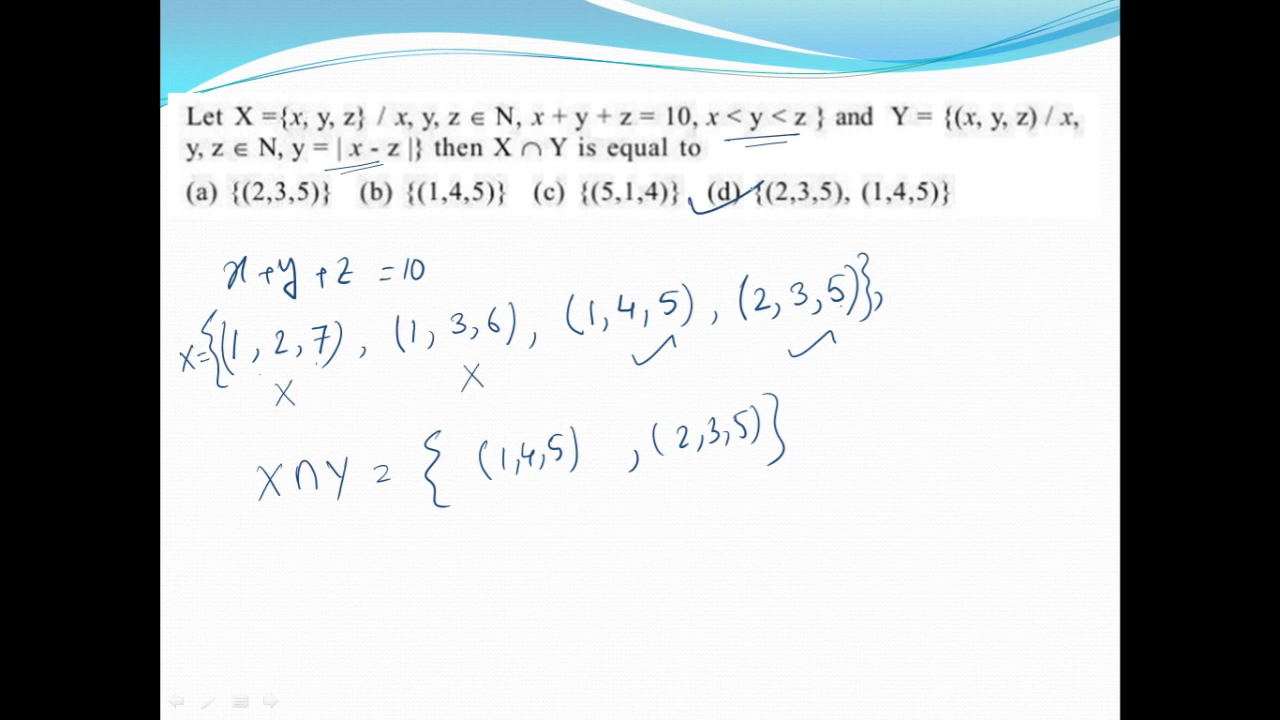 Let X ={x, y, z} / x, y, z ∈ N, x + y + z = 10, x < y < z } and Y = {(x, y, z) / x,
y, z ∈ N, y = | x - z |} then X ∩ Y is equal to
(a) {(2,3,5)} (b) {(1,4,5)} (c) {(5,1,4)} (d) {(2,3,5), (1,4,5)}
x + y + z = 10
X = {(1, 2, 7), (1, 3, 6), (1, 4, 5), (2, 3, 5)},
X X
X ∩ Y = { (1,4,5) , (2,3,5)}